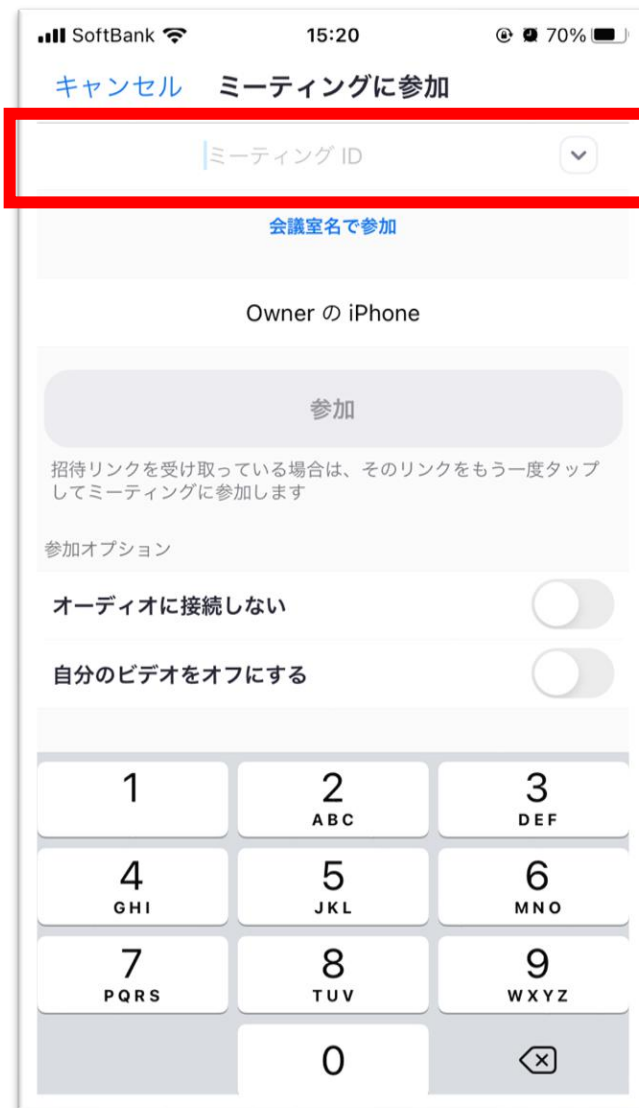 SoftBank 15:20 70%
キャンセル ミーティングに参加
ミーティング ID
会議室名で参加
Owner の iPhone
参加
招待リンクを受け取っている場合は、そのリンクをもう一度タップ
してミーティングに参加します
参加オプション
オーディオに接続しない
自分のビデオをオフにする
1 2 3
ABC DEF
4 5 6
GHI JKL MNO
7 8 9
PQRS TUV WXYZ
0